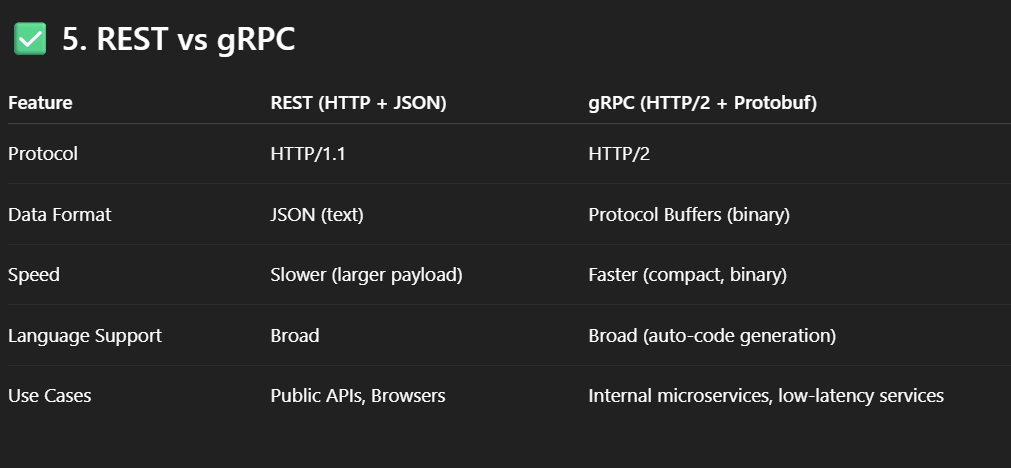 ✅ 5. REST vs gRPC
Feature REST (HTTP + JSON) gRPC (HTTP/2 + Protobuf)
Protocol HTTP/1.1 HTTP/2
Data Format JSON (text) Protocol Buffers (binary)
Speed Slower (larger payload) Faster (compact, binary)
Language Support Broad Broad (auto-code generation)
Use Cases Public APIs, Browsers Internal microservices, low-latency services